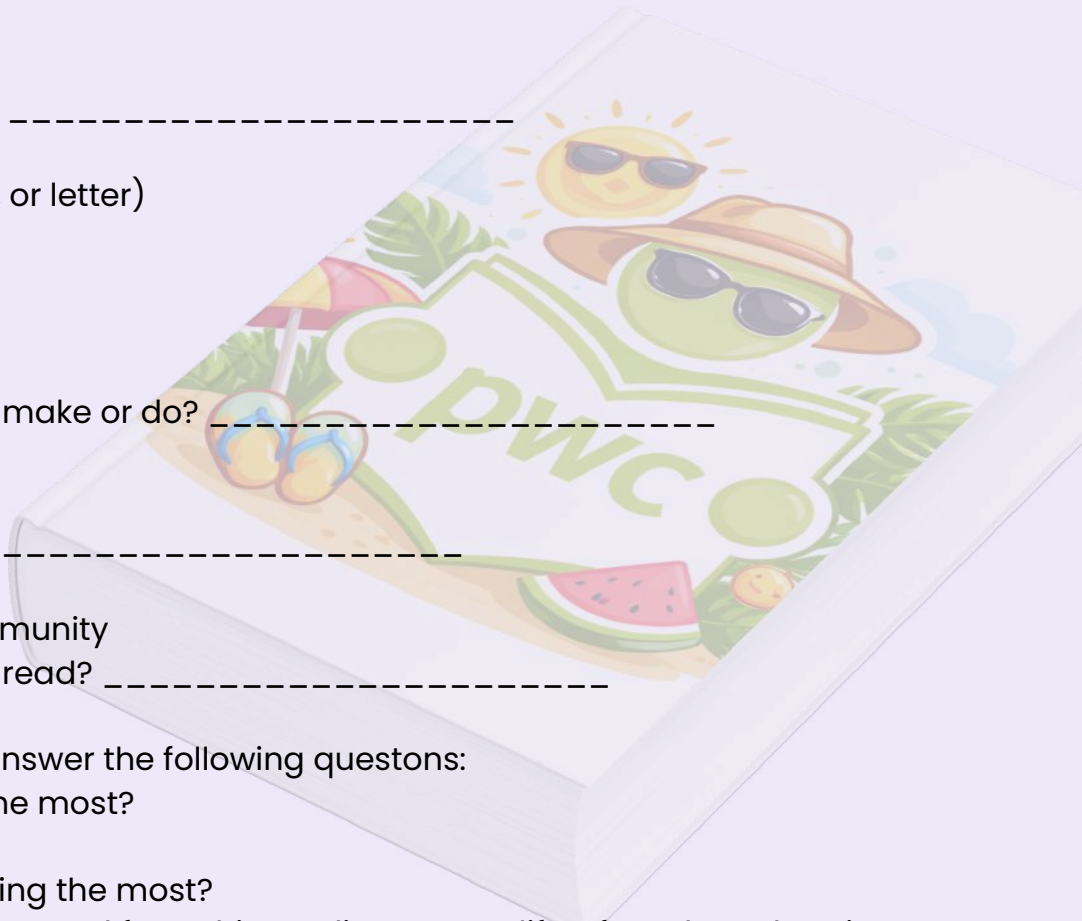 _ _ _ _ _ _ _ _ _ _ _ _ _ _ _ _ _ _ _ _ _ _
or letter)
make or do? _ _ _ _ _ _ _ _ _ _ _ _ _ _ _ _ _ _ _ _ _ _
pwc
_ _ _ _ _ _ _ _ _ _ _ _ _ _ _ _ _ _ _ _
munity
read? _ _ _ _ _ _ _ _ _ _ _ _ _ _ _ _ _ _ _ _ _ _
nswer the following questons:
he most?
ing the most?